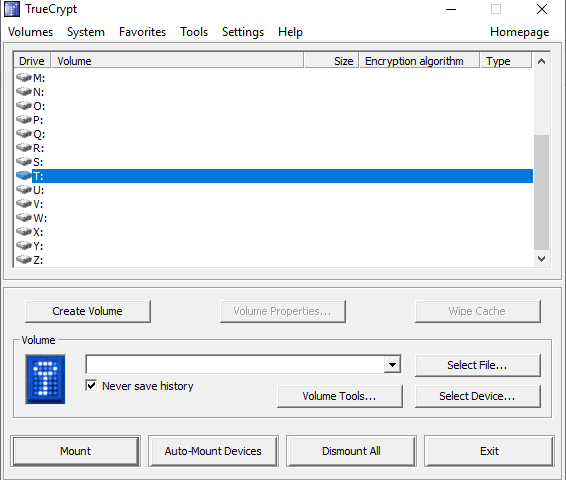 TrueCrypt
Volumes System Favorites Tools Settings Help Homepage
Drive Volume Size Encryption algorithm Type
M:
N:
O:
P:
Q:
R:
S:
T:
U:
V:
W:
X:
Y:
Z:
Create Volume Volume Properties... Wipe Cache
Volume
Select File...
Never save history
Volume Tools... Select Device...
Mount Auto-Mount Devices Dismount All Exit